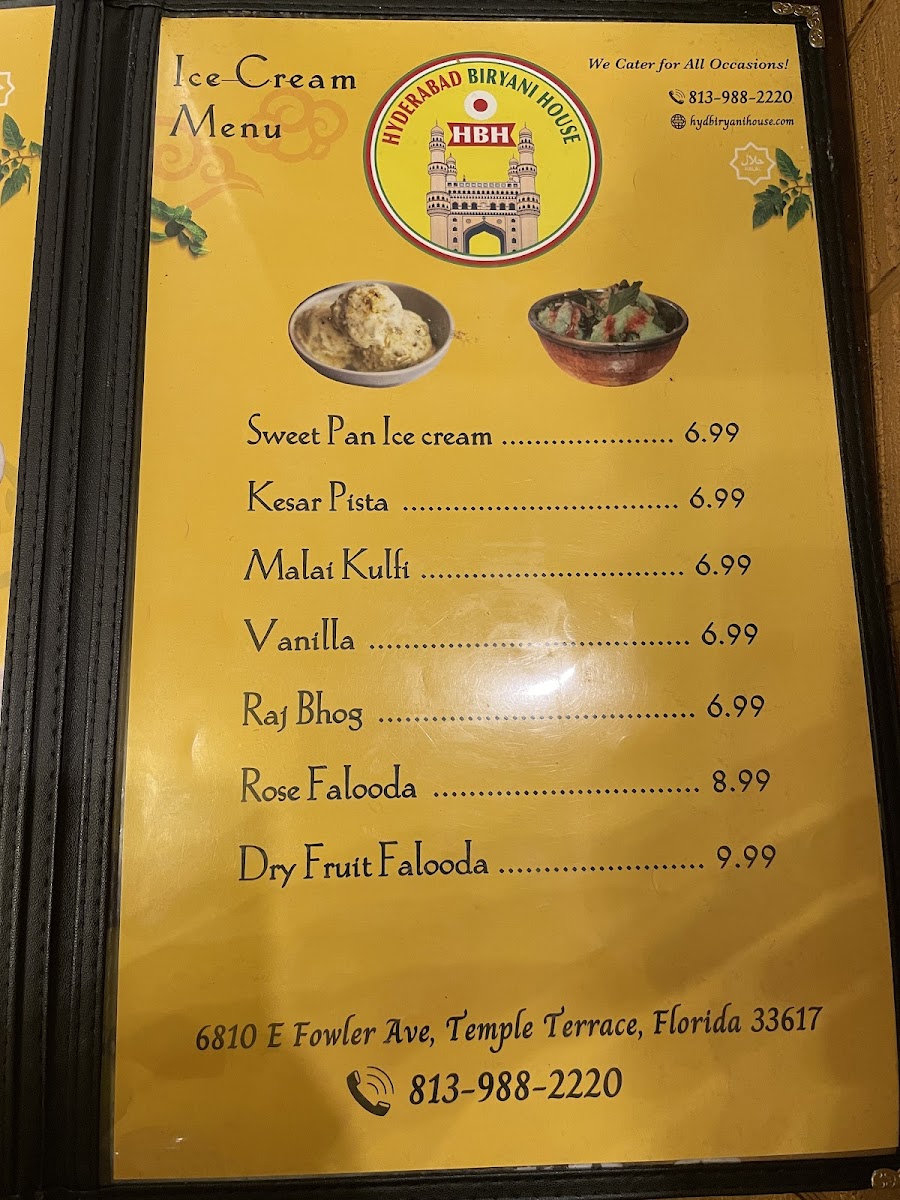 Ice-Cream
Menu
HYDERABAD BIRYANI HOUSE
HBH
We Cater for All Occasions!
813-988-2220
hydbiryanihouse.com
حلال
HALAL
Sweet Pan Ice cream ..................... 6.99
Kesar Pista .................................. 6.99
Malai Kulfi ................................ 6.99
Vanilla ....................................... 6.99
Raj Bhog ...................................... 6.99
Rose Falooda ................................ 8.99
Dry Fruit Falooda ......................... 9.99
6810 E Fowler Ave, Temple Terrace, Florida 33617
813-988-2220